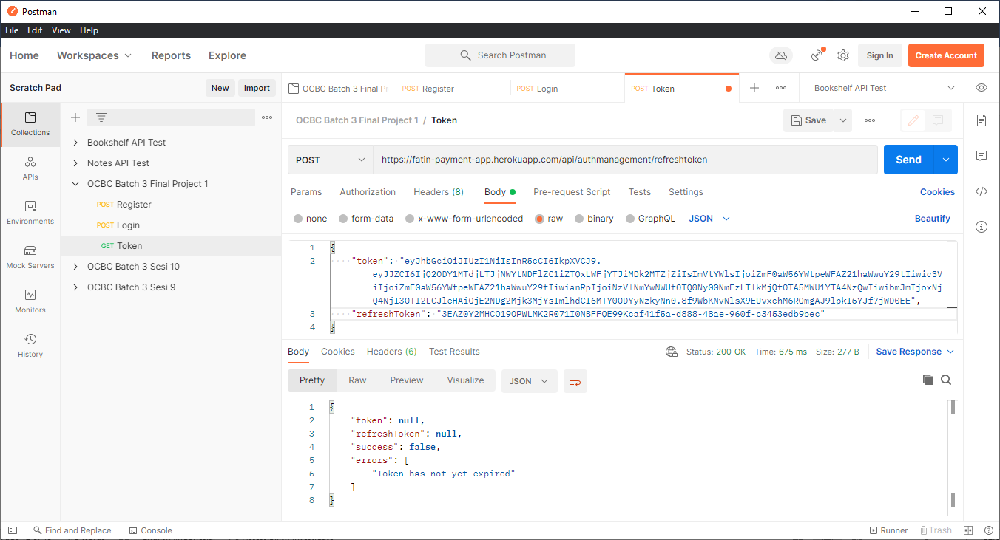 Postman
File Edit View Help
Home Workspaces Reports Explore Search Postman Sign In Create Account
Scratch Pad New Import
OCBC Batch 3 Final P POST Register POST Login POST Token Bookshelf API Test
Collections
APIs
Environments
Mock Servers
Monitors
History
Bookshelf API Test
Notes API Test
OCBC Batch 3 Final Project 1
POST Register
POST Login
GET Token
OCBC Batch 3 Sesi 10
OCBC Batch 3 Sesi 9
OCBC Batch 3 Final Project 1 / Token Save
POST https://fatin-payment-app.herokuapp.com/api/authmanagement/refreshtoken Send
Params Authorization Headers (8) Body Pre-request Script Tests Settings Cookies
none form-data x-www-form-urlencoded raw binary GraphQL JSON Beautify
1 {
2 "token": "eyJhbGciOiJIUzI1NiIsInR5cCI6IkpXVCJ9.
3 "refreshToken": "3EAZ0Y2MHCO19OPWLMK2R071I0NBFFQE99Kcaf41f5a-d888-48ae-960f-c3453edb9bec"
4 }
Body Cookies Headers (6) Test Results Status: 200 OK Time: 675 ms Size: 277 B Save Response
Pretty Raw Preview Visualize JSON
1 {
2 "token": null,
3 "refreshToken": null,
4 "success": false,
5 "errors": [
6 "Token has not yet expired"
7 ]
8 }
Find and Replace Console Runner Trash